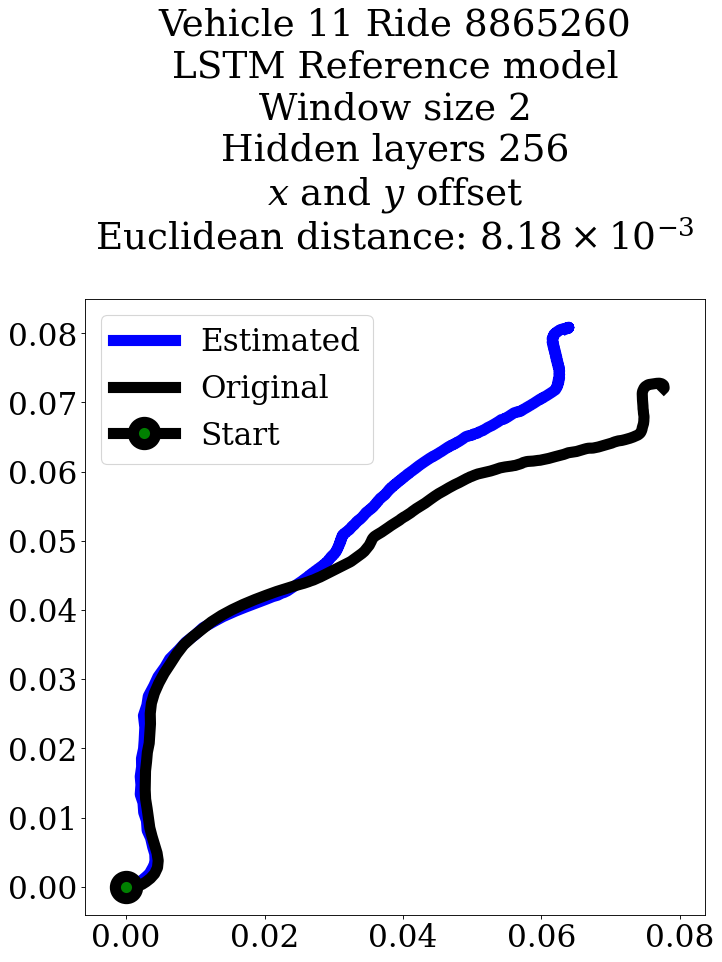 Vehicle 11 Ride 8865260
LSTM Reference model
Window size 2
Hidden layers 256
x and y offset
Euclidean distance: 8.18 × 10⁻³
Estimated
Original
Start
0.08
0.07
0.06
0.05
0.04
0.03
0.02
0.01
0.00
0.00 0.02 0.04 0.06 0.08